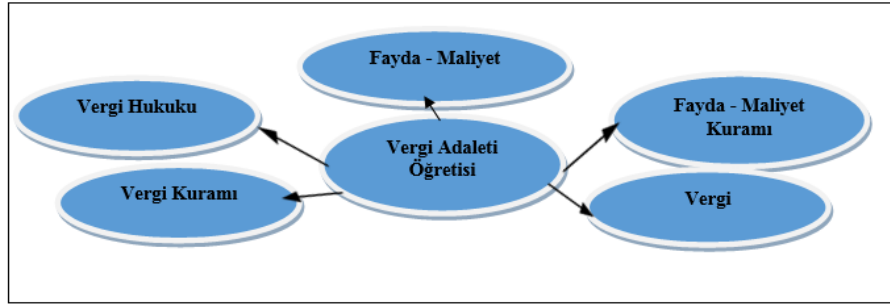 Fayda - Maliyet
Vergi Hukuku
Fayda - Maliyet
Kuramı
Vergi Adaleti
Öğretisi
Vergi Kuramı
Vergi